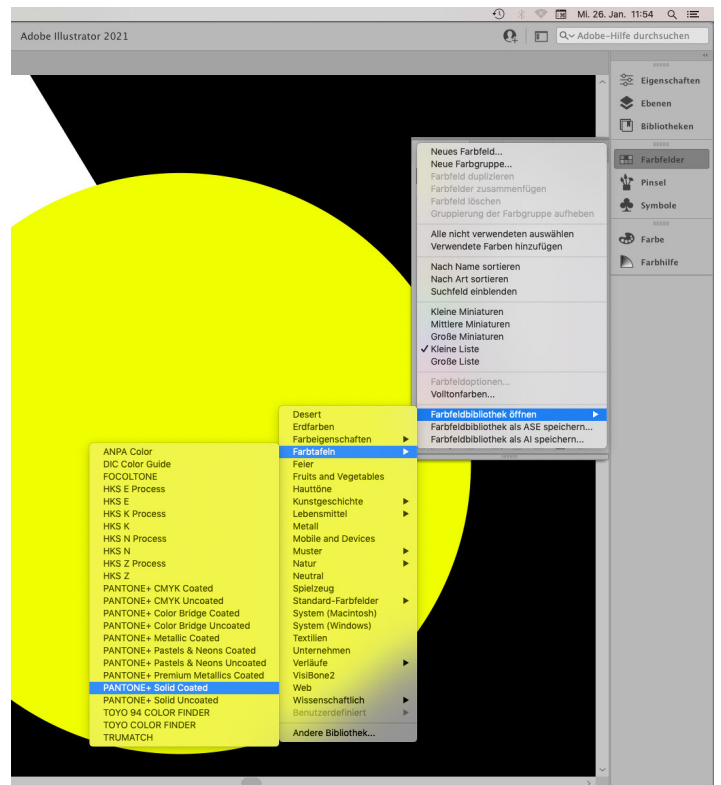 Mi. 26. Jan. 11:54
Adobe Illustrator 2021
Adobe-Hilfe durchsuchen
Eigenschaften
Ebenen
Bibliotheken
Farbfelder
Pinsel
Symbole
Farbe
Farbhilfe
Neues Farbfeld...
Neue Farbgruppe...
Farbfeld duplizieren
Farbfelder zusammenfügen
Farbfeld löschen
Gruppierung der Farbgruppe aufheben
Alle nicht verwendeten auswählen
Verwendete Farben hinzufügen
Nach Name sortieren
Nach Art sortieren
Suchfeld einblenden
Kleine Miniaturen
Mittlere Miniaturen
Große Miniaturen
✓ Kleine Liste
Große Liste
Farbfeldoptionen...
Volltonfarben...
Farbfeldbibliothek öffnen
Farbfeldbibliothek als ASE speichern...
Farbfeldbibliothek als AI speichern...
Desert
Erdfarben
Farbeigenschaften
Farbtafeln
Feier
Fruits and Vegetables
Hauttöne
Kunstgeschichte
Lebensmittel
Metall
Mobile and Devices
Muster
Natur
Neutral
Spielzeug
Standard-Farbfelder
System (Macintosh)
System (Windows)
Textilien
Unternehmen
Verläufe
VisiBone2
Web
Wissenschaftlich
Benutzerdefiniert
Andere Bibliothek...
ANPA Color
DIC Color Guide
FOCOLTONE
HKS E Process
HKS E
HKS K Process
HKS K
HKS N Process
HKS N
HKS Z Process
HKS Z
PANTONE+ CMYK Coated
PANTONE+ CMYK Uncoated
PANTONE+ Color Bridge Coated
PANTONE+ Color Bridge Uncoated
PANTONE+ Metallic Coated
PANTONE+ Pastels & Neons Coated
PANTONE+ Pastels & Neons Uncoated
PANTONE+ Premium Metallics Coated
PANTONE+ Solid Coated
PANTONE+ Solid Uncoated
TOYO 94 COLOR FINDER
TOYO COLOR FINDER
TRUMATCH